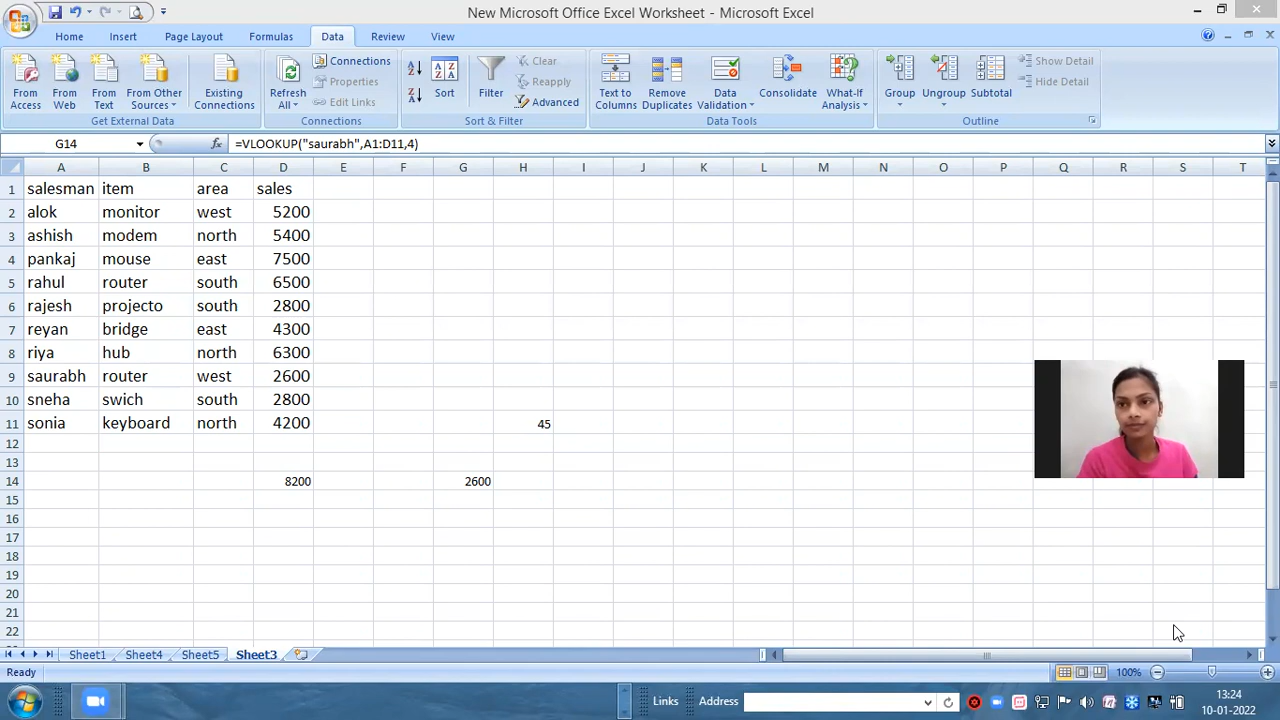 New Microsoft Office Excel Worksheet - Microsoft Excel
Home Insert Page Layout Formulas Data Review View
From Access
From Web
From Text
From Other Sources
Existing Connections
Get External Data
Refresh All
Connections
Properties
Edit Links
Connections
Sort
Filter
Clear
Reapply
Advanced
Sort & Filter
Text to Columns
Remove Duplicates
Data Validation
Consolidate
What-If Analysis
Data Tools
Group
Ungroup
Subtotal
Show Detail
Hide Detail
Outline
G14 fx =VLOOKUP("saurabh",A1:D11,4)
A B C D E F G H I J K L M N O P Q R S T
1 salesman item area sales
2 alok monitor west 5200
3 ashish modem north 5400
4 pankaj mouse east 7500
5 rahul router south 6500
6 rajesh projecto south 2800
7 reyan bridge east 4300
8 riya hub north 6300
9 saurabh router west 2600
10 sneha swich south 2800
11 sonia keyboard north 4200 45
12
13
14 8200 2600
15
16
17
18
19
20
21
22
Sheet1 Sheet4 Sheet5 Sheet3
Ready 100%
Links Address 13:24
10-01-2022